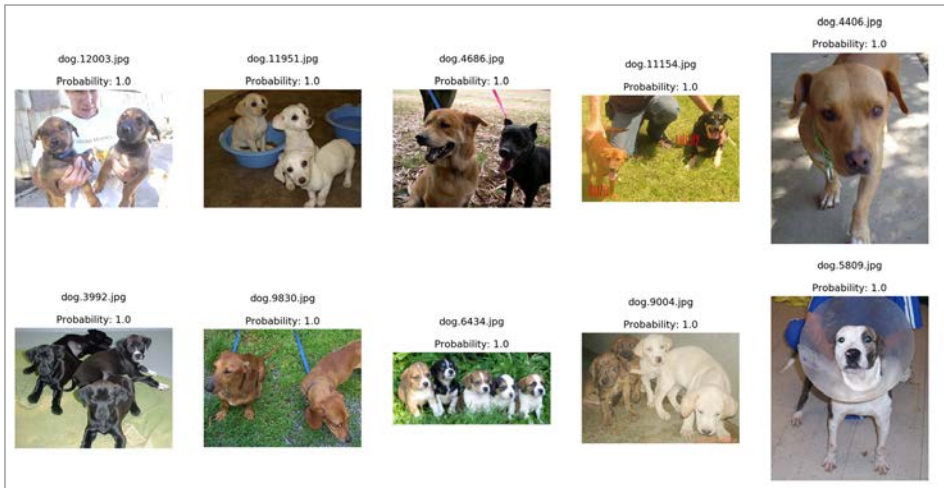 dog.12003.jpg
Probability: 1.0
dog.11951.jpg
Probability: 1.0
dog.4686.jpg
Probability: 1.0
dog.11154.jpg
Probability: 1.0
dog.4406.jpg
Probability: 1.0
dog.3992.jpg
Probability: 1.0
dog.9830.jpg
Probability: 1.0
dog.6434.jpg
Probability: 1.0
dog.9004.jpg
Probability: 1.0
dog.5809.jpg
Probability: 1.0